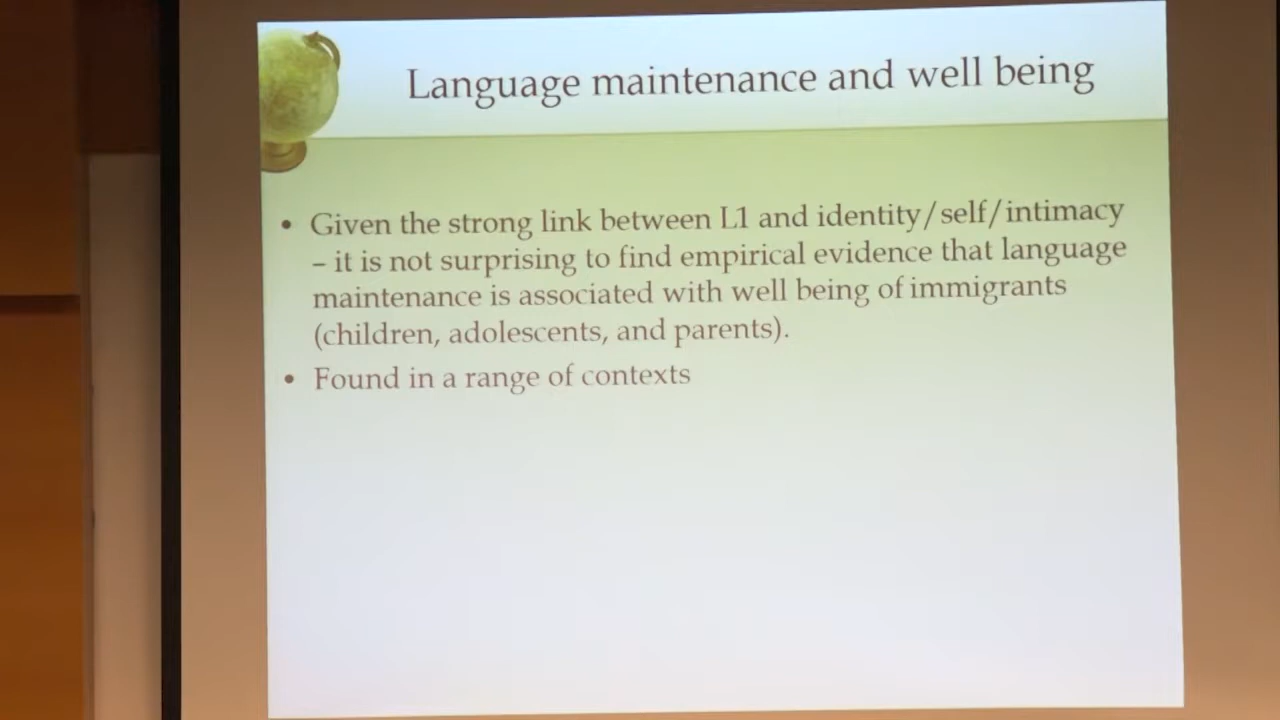 Language maintenance and well being
• Given the strong link between L1 and identity/self/intimacy
– it is not surprising to find empirical evidence that language
maintenance is associated with well being of immigrants
(children, adolescents, and parents).
• Found in a range of contexts